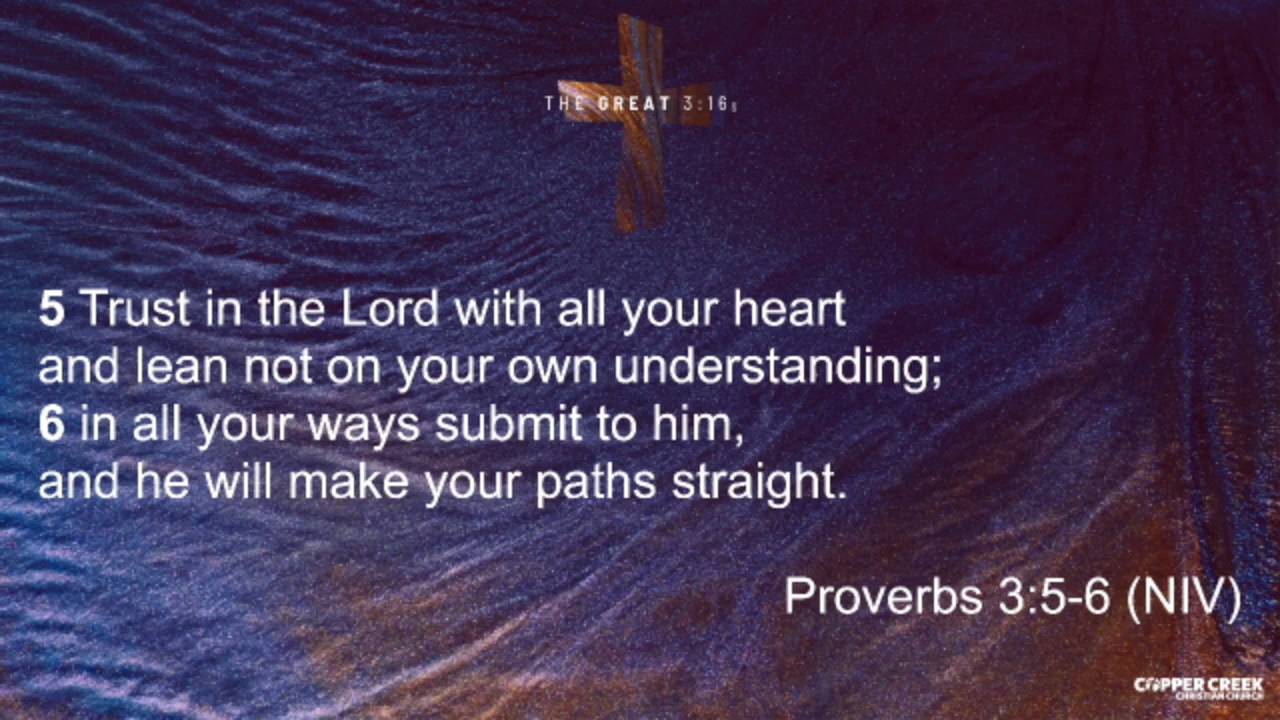 THE GREAT 3:16s
5 Trust in the Lord with all your heart
and lean not on your own understanding;
6 in all your ways submit to him,
and he will make your paths straight.
Proverbs 3:5-6 (NIV)
COPPER CREEK
CHRISTIAN CHURCH